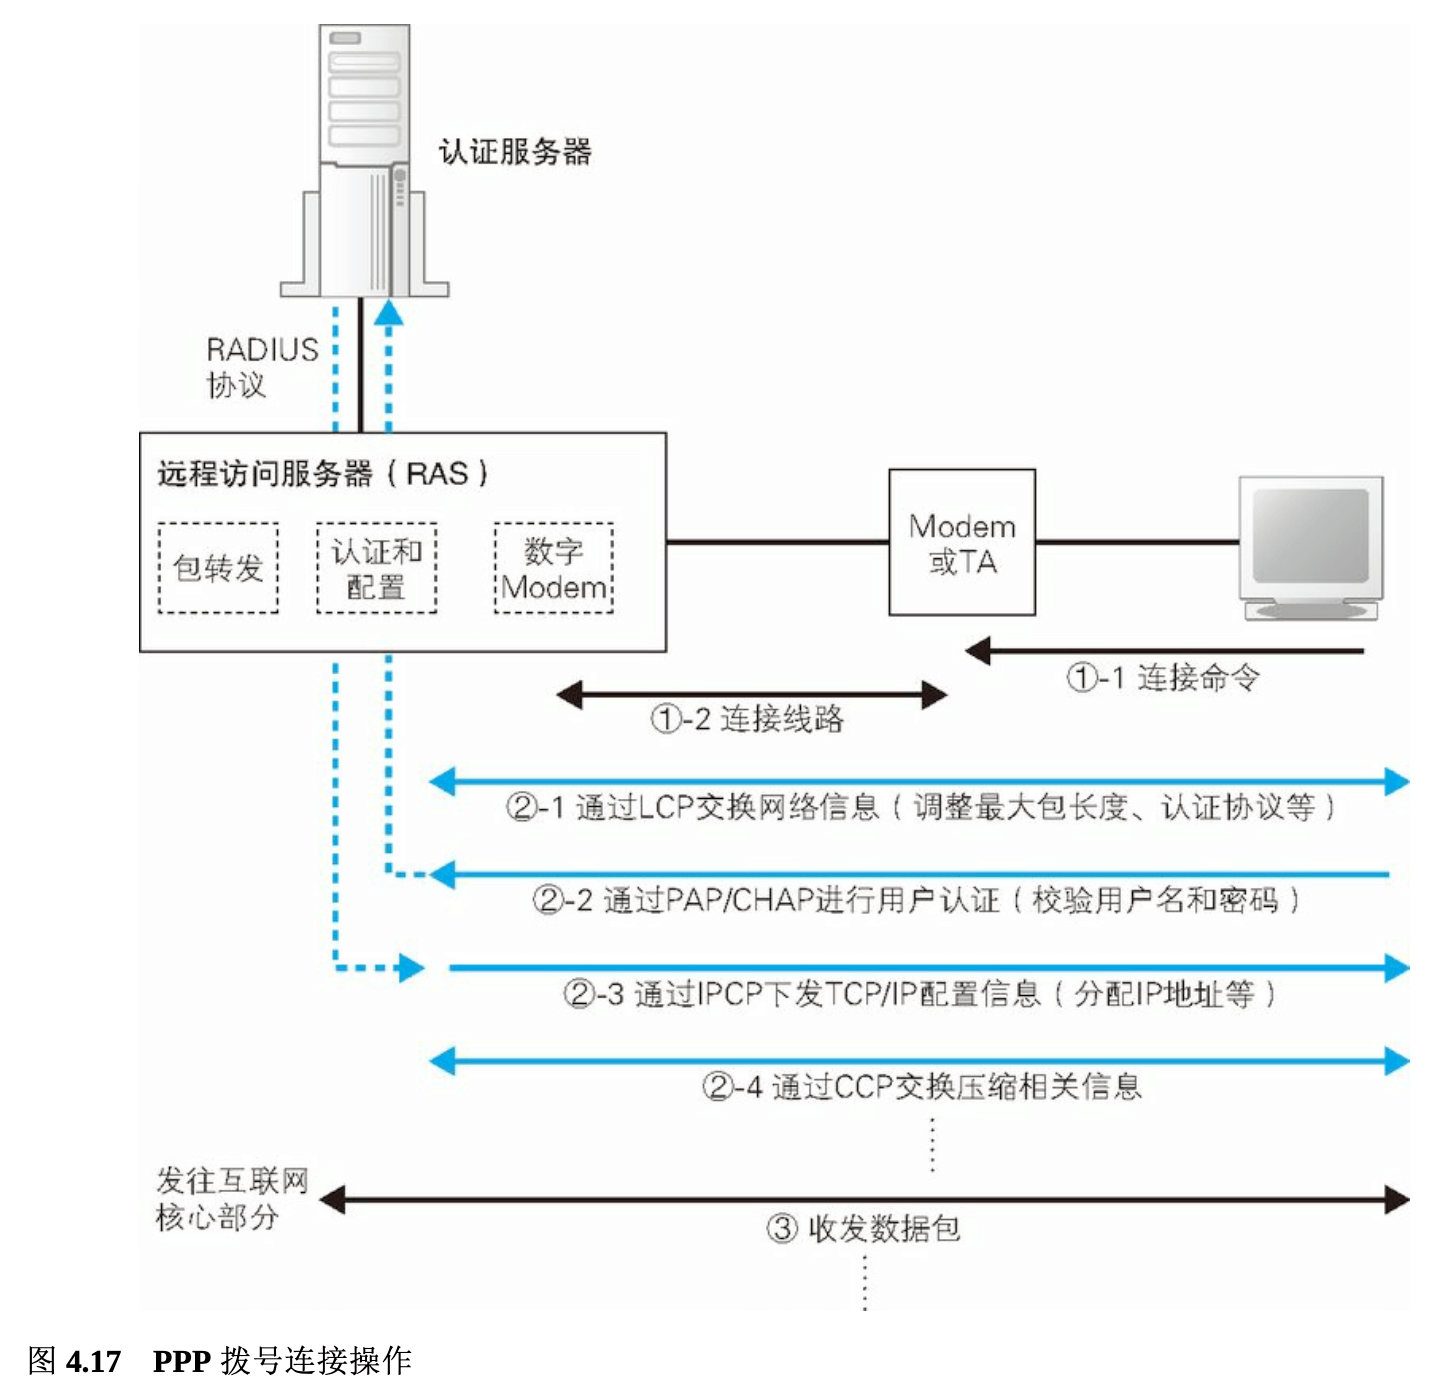 认证服务器
RADIUS
协议
远程访问服务器（RAS）
包转发
认证和
配置
数字
Modem
Modem
或TA
①-1 连接命令
①-2 连接线路
②-1 通过LCP交换网络信息（调整最大包长度、认证协议等）
②-2 通过PAP/CHAP进行用户认证（校验用户名和密码）
②-3 通过IPCP下发TCP/IP配置信息（分配IP地址等）
②-4 通过CCP交换压缩相关信息
发往互联网
核心部分
③ 收发数据包
图 4.17 PPP 拨号连接操作